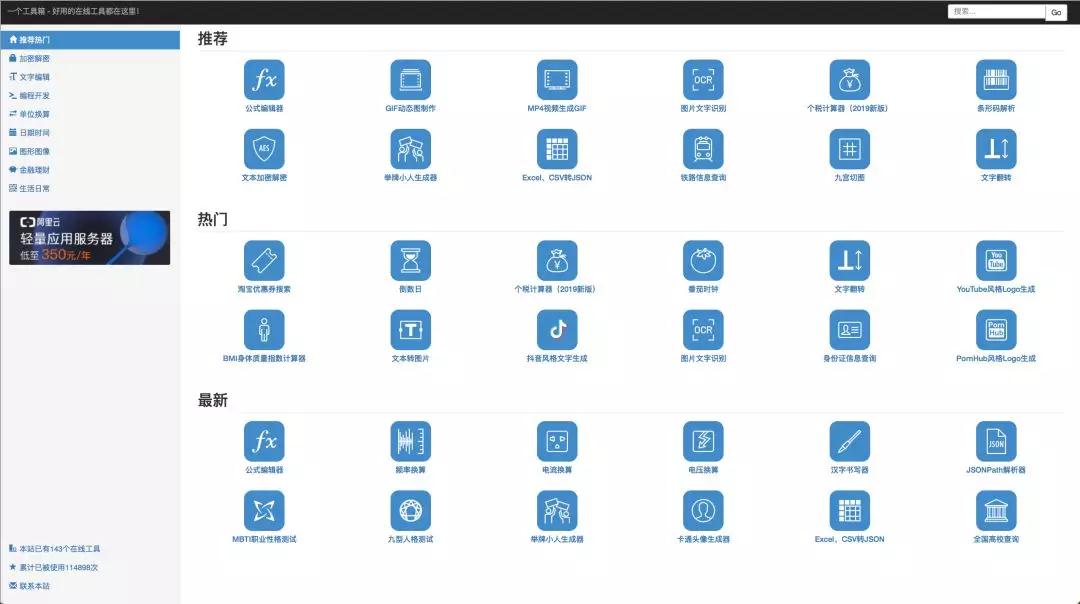 一个工具箱 - 好用的在线工具都在这里！
搜索...
Go
推荐热门
加密解密
文字编辑
编程开发
单位换算
日期时间
图形图像
金融理财
生活日常
阿里云
轻量应用服务器
低至 350元/年
本站已有143个在线工具
累计已被使用114898次
联系本站
推荐
fx
OCR
公式编辑器
GIF动态图制作
MP4视频生成GIF
图片文字识别
个税计算器（2019新版）
条形码解析
AES
文本加密解密
举牌小人生成器
Excel、CSV转JSON
铁路信息查询
九宫切图
文字翻转
热门
You
Tube
淘宝优惠券搜索
倒数日
个税计算器（2019新版）
番茄时钟
文字翻转
YouTube风格Logo生成
T
OCR
Porn
Hub
BMI身体质量指数计算器
文本转图片
抖音风格文字生成
图片文字识别
身份证信息查询
PornHub风格Logo生成
最新
fx
JSON
公式编辑器
频率换算
电流换算
电压换算
汉字书写器
JSONPath解析器
MBTI职业性格测试
九型人格测试
举牌小人生成器
卡通头像生成器
Excel、CSV转JSON
全国高校查询